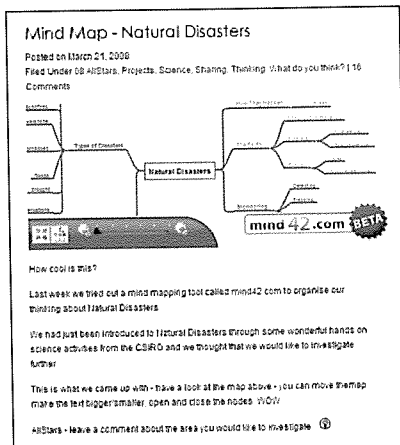 Mind Map - Natural Disasters
Posted on March 21, 2008
Filed Under 08 AllStars, Projects, Science, Sharing, Thinking, What do you think? | 16
Comments
Types of Disasters
Natural Disasters
mind42.com BETA
How cool is this?
Last week we tried out a mind mapping tool called mind42.com to organise our
thinking about Natural Disasters
We had just been introduced to Natural Disasters through some wonderful hands on
science activities from the CSIRO and we thought that we would like to investigate
further
This is what we came up with - have a look at the map above - you can move the map
make the text bigger/smaller, open and close the nodes. WOW
AllStars - leave a comment about the area you would like to investigate